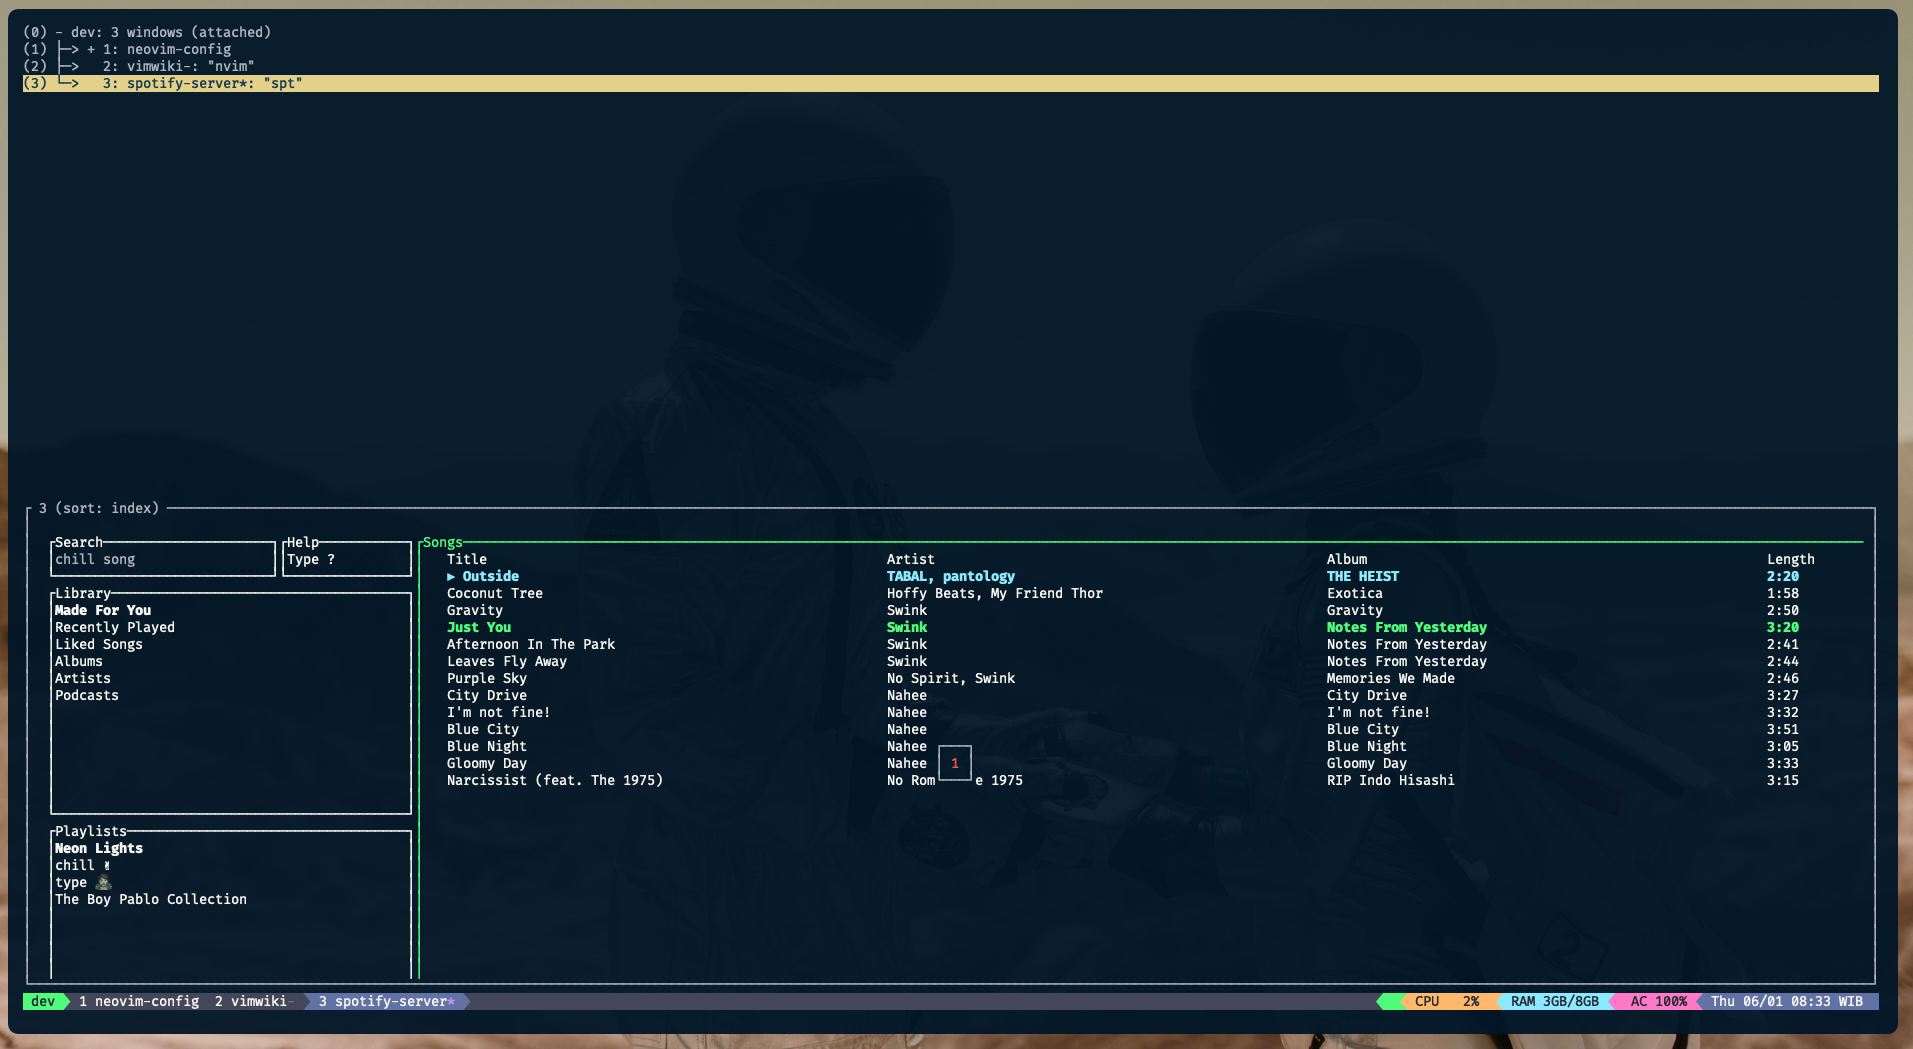 (0) - dev: 3 windows (attached)
(1) ├─> + 1: neovim-config
(2) ├─>   2: vimwiki-: "nvim"
(3) └─>   3: spotify-server*: "spt"
3 (sort: index)
Search
chill song
Help
Type ?
Library
Made For You
Recently Played
Liked Songs
Albums
Artists
Podcasts
Playlists
Neon Lights
chill
type
The Boy Pablo Collection
Songs
Title Artist Album Length
▶ Outside TABAL, pantology THE HEIST 2:20
Coconut Tree Hoffy Beats, My Friend Thor Exotica 1:58
Gravity Swink Gravity 2:50
Just You Swink Notes From Yesterday 3:20
Afternoon In The Park Swink Notes From Yesterday 2:41
Leaves Fly Away Swink Notes From Yesterday 2:44
Purple Sky No Spirit, Swink Memories We Made 2:46
City Drive Nahee City Drive 3:27
I'm not fine! Nahee I'm not fine! 3:32
Blue City Nahee Blue City 3:51
Blue Night Nahee Blue Night 3:05
Gloomy Day Nahee 1 Gloomy Day 3:33
Narcissist (feat. The 1975) No Rom e 1975 RIP Indo Hisashi 3:15
2
dev 1 neovim-config 2 vimwiki- 3 spotify-server* CPU 2% RAM 3GB/8GB AC 100% Thu 06/01 08:33 WIB